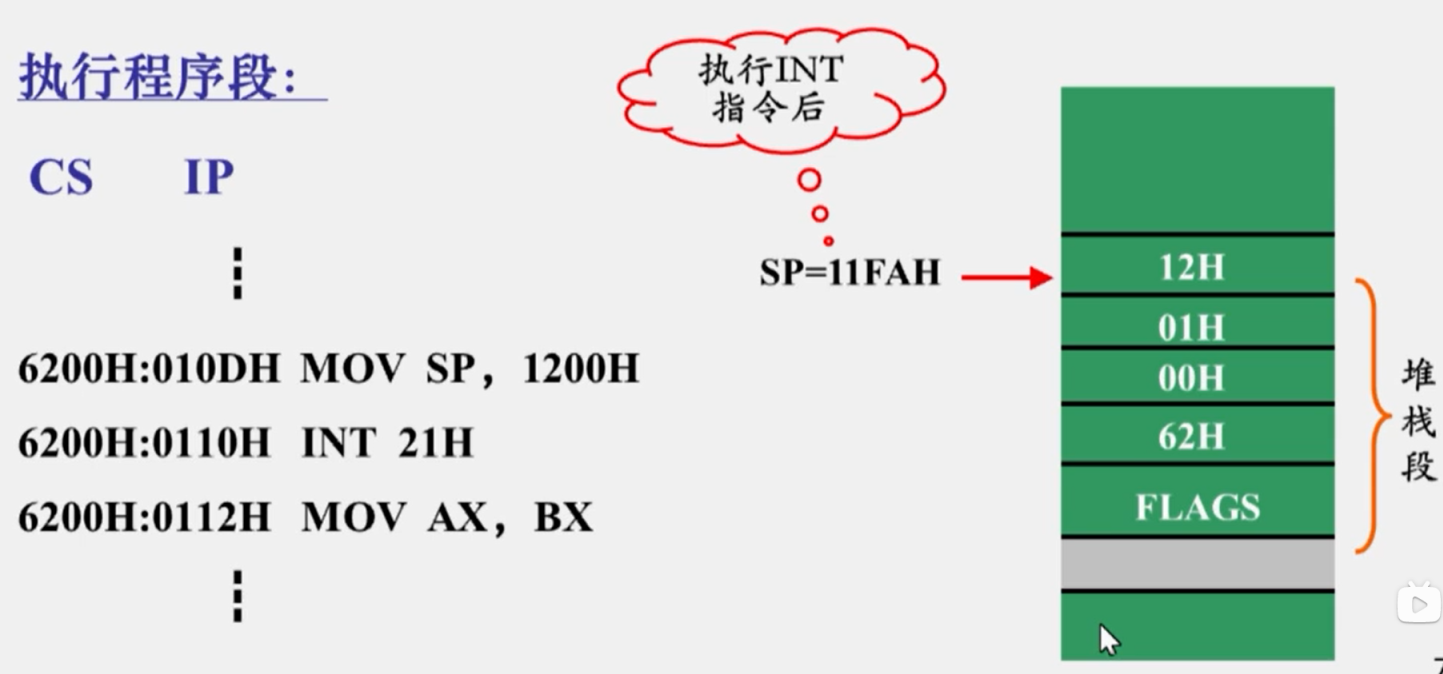 执行程序段：
CS IP
6200H:010DH MOV SP，1200H
6200H:0110H INT 21H
6200H:0112H MOV AX，BX
执行INT
指令后
SP=11FAH
12H
01H
00H
62H
FLAGS
堆
栈
段